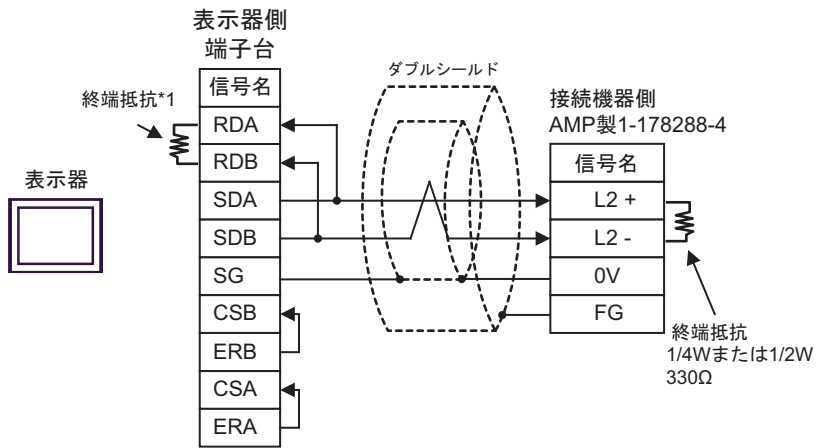 表示器側
端子台
ダブルシールド
終端抵抗*1
信号名
RDA
RDB
SDA
SDB
SG
CSB
ERB
CSA
ERA
表示器
接続機器側
AMP製1-178288-4
信号名
L2 +
L2 -
0V
FG
終端抵抗
1/4Wまたは1/2W
330Ω